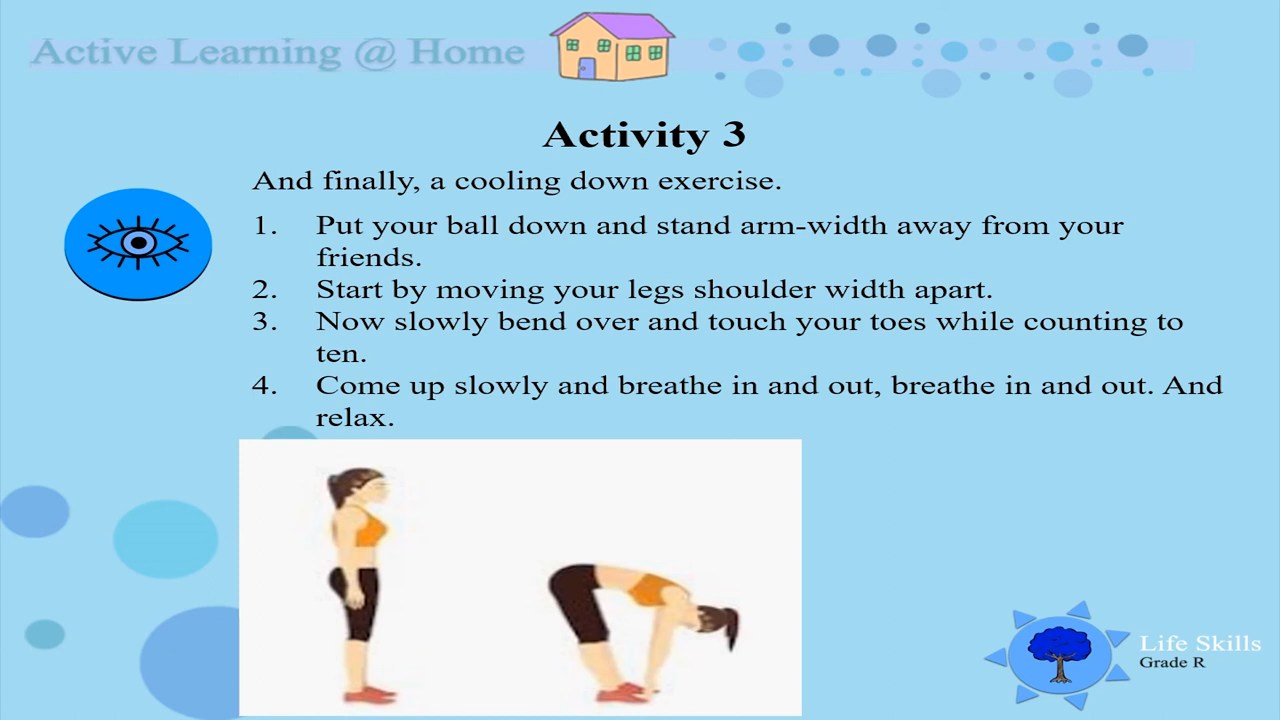 Active Learning @ Home
Activity 3
And finally, a cooling down exercise.
1. Put your ball down and stand arm-width away from your
friends.
2. Start by moving your legs shoulder width apart.
3. Now slowly bend over and touch your toes while counting to
ten.
4. Come up slowly and breathe in and out, breathe in and out. And
relax.
Life Skills
Grade R